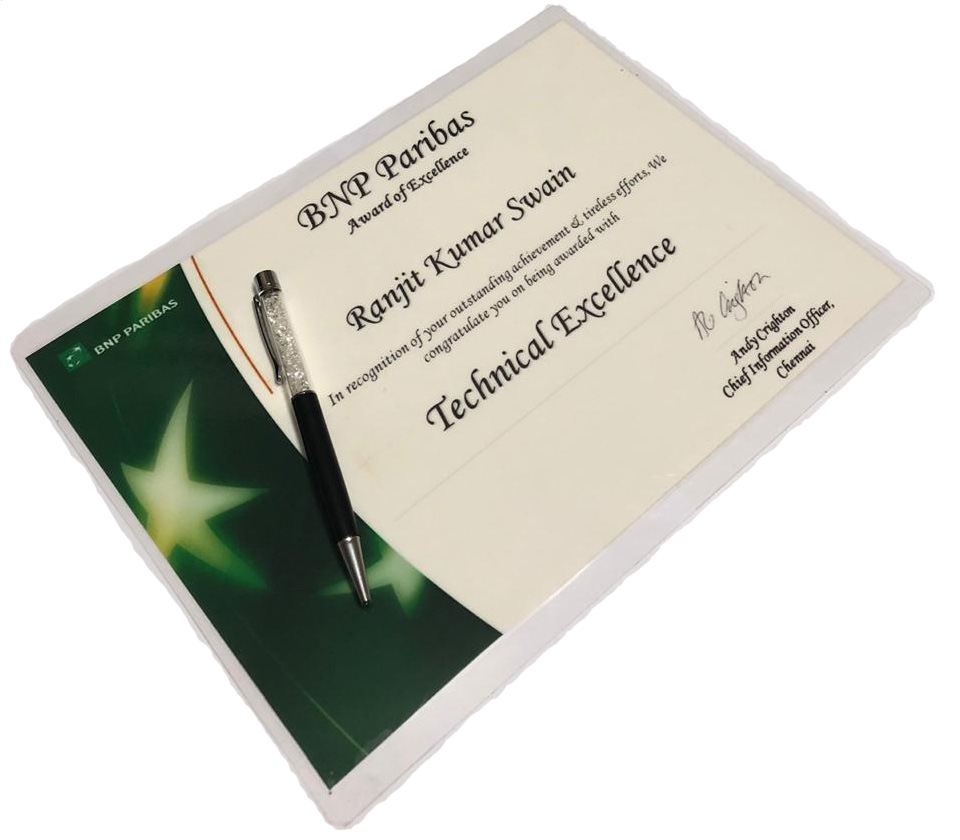 BNP Paribas
Award of Excellence
Ranjit Kumar Swain
In recognition of your outstanding achievement & tireless efforts, We
congratulate you on being awarded with
Technical Excellence
Andy Crighton
Chief Information Officer,
Chennai
BNP PARIBAS